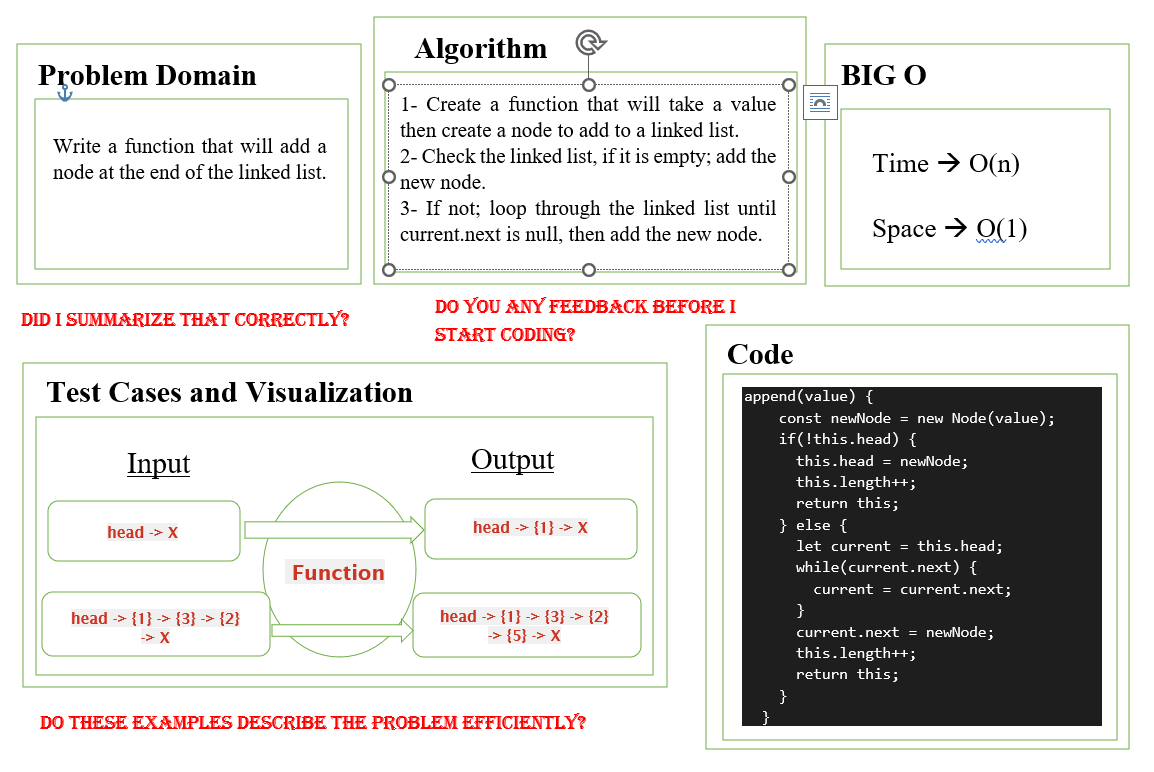 Problem Domain
Write a function that will add a
node at the end of the linked list.
DID I SUMMARIZE THAT CORRECTLY?
Algorithm
1- Create a function that will take a value
then create a node to add to a linked list.
2- Check the linked list, if it is empty; add the
new node.
3- If not; loop through the linked list until
current.next is null, then add the new node.
DO YOU ANY FEEDBACK BEFORE I
START CODING?
BIG O
Time → O(n)
Space → O(1)
Test Cases and Visualization
Input
Output
head -> X
head -> {1} -> X
Function
head -> {1} -> {3} -> {2}
-> X
head -> {1} -> {3} -> {2}
-> {5} -> X
DO THESE EXAMPLES DESCRIBE THE PROBLEM EFFICIENTLY?
Code
append(value) {
    const newNode = new Node(value);
    if(!this.head) {
      this.head = newNode;
      this.length++;
      return this;
    } else {
      let current = this.head;
      while(current.next) {
        current = current.next;
      }
      current.next = newNode;
      this.length++;
      return this;
    }
  }